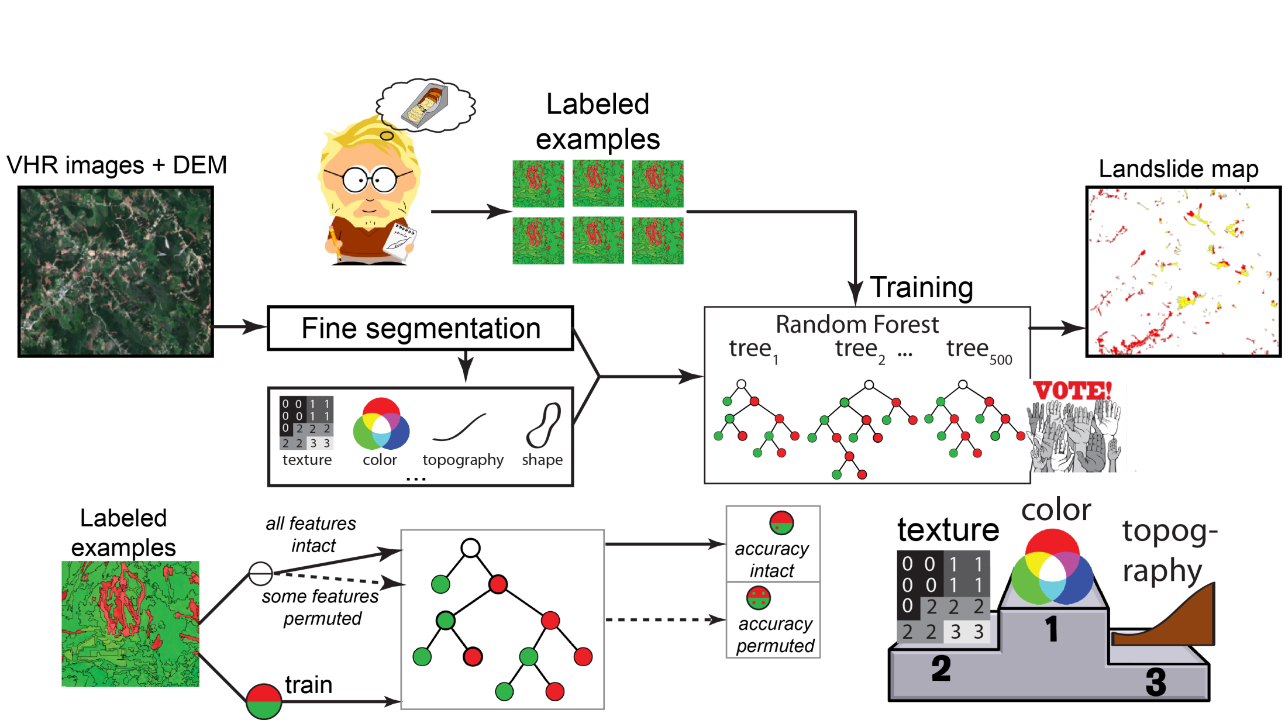 Labeled
examples
VHR images + DEM
Landslide map
Training
Fine segmentation
Random Forest
tree1 tree2 ... tree500
VOTE!
0 0 1 1
0 0 1 1
0 2 2 2
2 2 3 3
texture color topography shape
...
Labeled
examples
all features
intact
some features
permuted
train
accuracy
intact
accuracy
permuted
texture
color
topog-
raphy
0 0 1 1
0 0 1 1
0 2 2 2
2 2 3 3
1
2
3